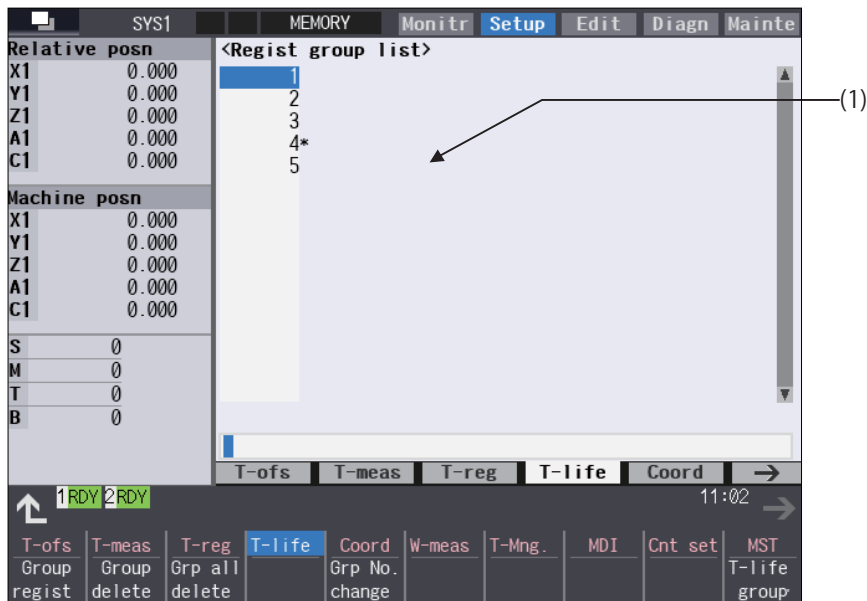 SYS1 MEMORY Monitr Setup Edit Diagn Mainte
Relative posn
X1 0.000
Y1 0.000
Z1 0.000
A1 0.000
C1 0.000
Machine posn
X1 0.000
Y1 0.000
Z1 0.000
A1 0.000
C1 0.000
S 0
M 0
T 0
B 0
<Regist group list>
1
2
3
4*
5
(1)
T-ofs T-meas T-reg T-life Coord →
1 RDY 2 RDY 11:02
T-ofs T-meas T-reg T-life Coord W-meas T-Mng. MDI Cnt set MST
Group Group Grp all Grp No. T-life
regist delete delete change group